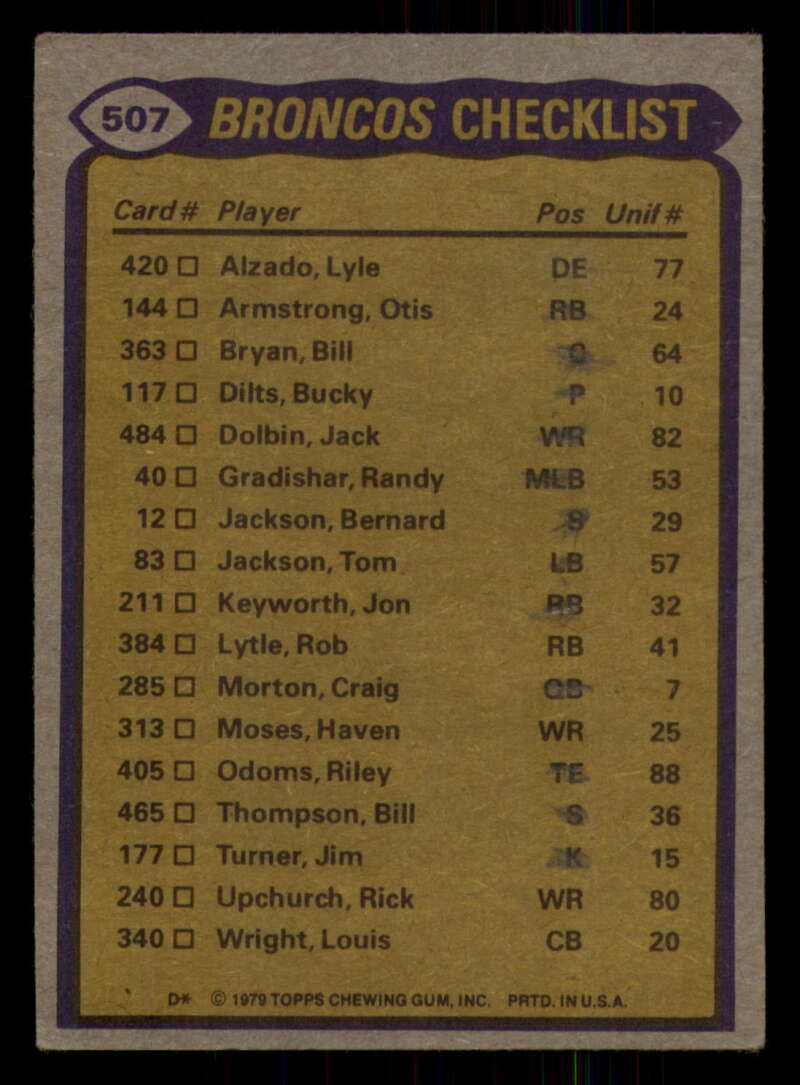 507 BRONCOS CHECKLIST
Card# Player Pos Unif#
420 □ Alzado, Lyle DE 77
144 □ Armstrong, Otis RB 24
363 □ Bryan, Bill C 64
117 □ Dilts, Bucky P 10
484 □ Dolbin, Jack WR 82
40 □ Gradishar, Randy MLB 53
12 □ Jackson, Bernard S 29
83 □ Jackson, Tom LB 57
211 □ Keyworth, Jon RB 32
384 □ Lytle, Rob RB 41
285 □ Morton, Craig QB 7
313 □ Moses, Haven WR 25
405 □ Odoms, Riley TE 88
465 □ Thompson, Bill S 36
177 □ Turner, Jim K 15
240 □ Upchurch, Rick WR 80
340 □ Wright, Louis CB 20
D* © 1979 TOPPS CHEWING GUM, INC. PRTD. IN U.S.A.